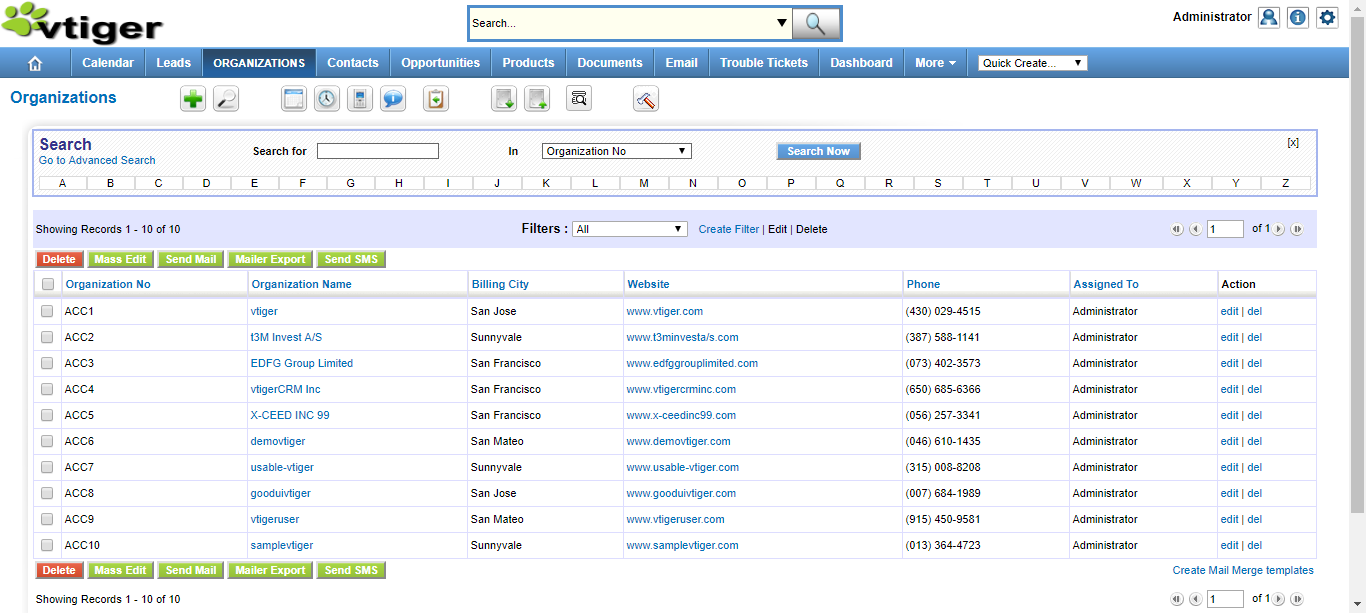 vtiger
Search...
Administrator
Calendar Leads ORGANIZATIONS Contacts Opportunities Products Documents Email Trouble Tickets Dashboard More Quick Create...
Organizations
Search
Go to Advanced Search
Search for In Organization No Search Now [x]
A B C D E F G H I J K L M N O P Q R S T U V W X Y Z
Showing Records 1 - 10 of 10 Filters : All Create Filter | Edit | Delete 1 of 1
Delete Mass Edit Send Mail Mailer Export Send SMS
Organization No Organization Name Billing City Website Phone Assigned To Action
ACC1 vtiger San Jose www.vtiger.com (430) 029-4515 Administrator edit | del
ACC2 t3M Invest A/S Sunnyvale www.t3minvesta/s.com (387) 588-1141 Administrator edit | del
ACC3 EDFG Group Limited San Francisco www.edfggrouplimited.com (073) 402-3573 Administrator edit | del
ACC4 vtigerCRM Inc San Francisco www.vtigercrminc.com (650) 685-6366 Administrator edit | del
ACC5 X-CEED INC 99 San Francisco www.x-ceedinc99.com (056) 257-3341 Administrator edit | del
ACC6 demovtiger San Mateo www.demovtiger.com (046) 610-1435 Administrator edit | del
ACC7 usable-vtiger Sunnyvale www.usable-vtiger.com (315) 008-8208 Administrator edit | del
ACC8 gooduivtiger San Jose www.gooduivtiger.com (007) 684-1989 Administrator edit | del
ACC9 vtigeruser San Mateo www.vtigeruser.com (915) 450-9581 Administrator edit | del
ACC10 samplevtiger Sunnyvale www.samplevtiger.com (013) 364-4723 Administrator edit | del
Delete Mass Edit Send Mail Mailer Export Send SMS Create Mail Merge templates
Showing Records 1 - 10 of 10 1 of 1